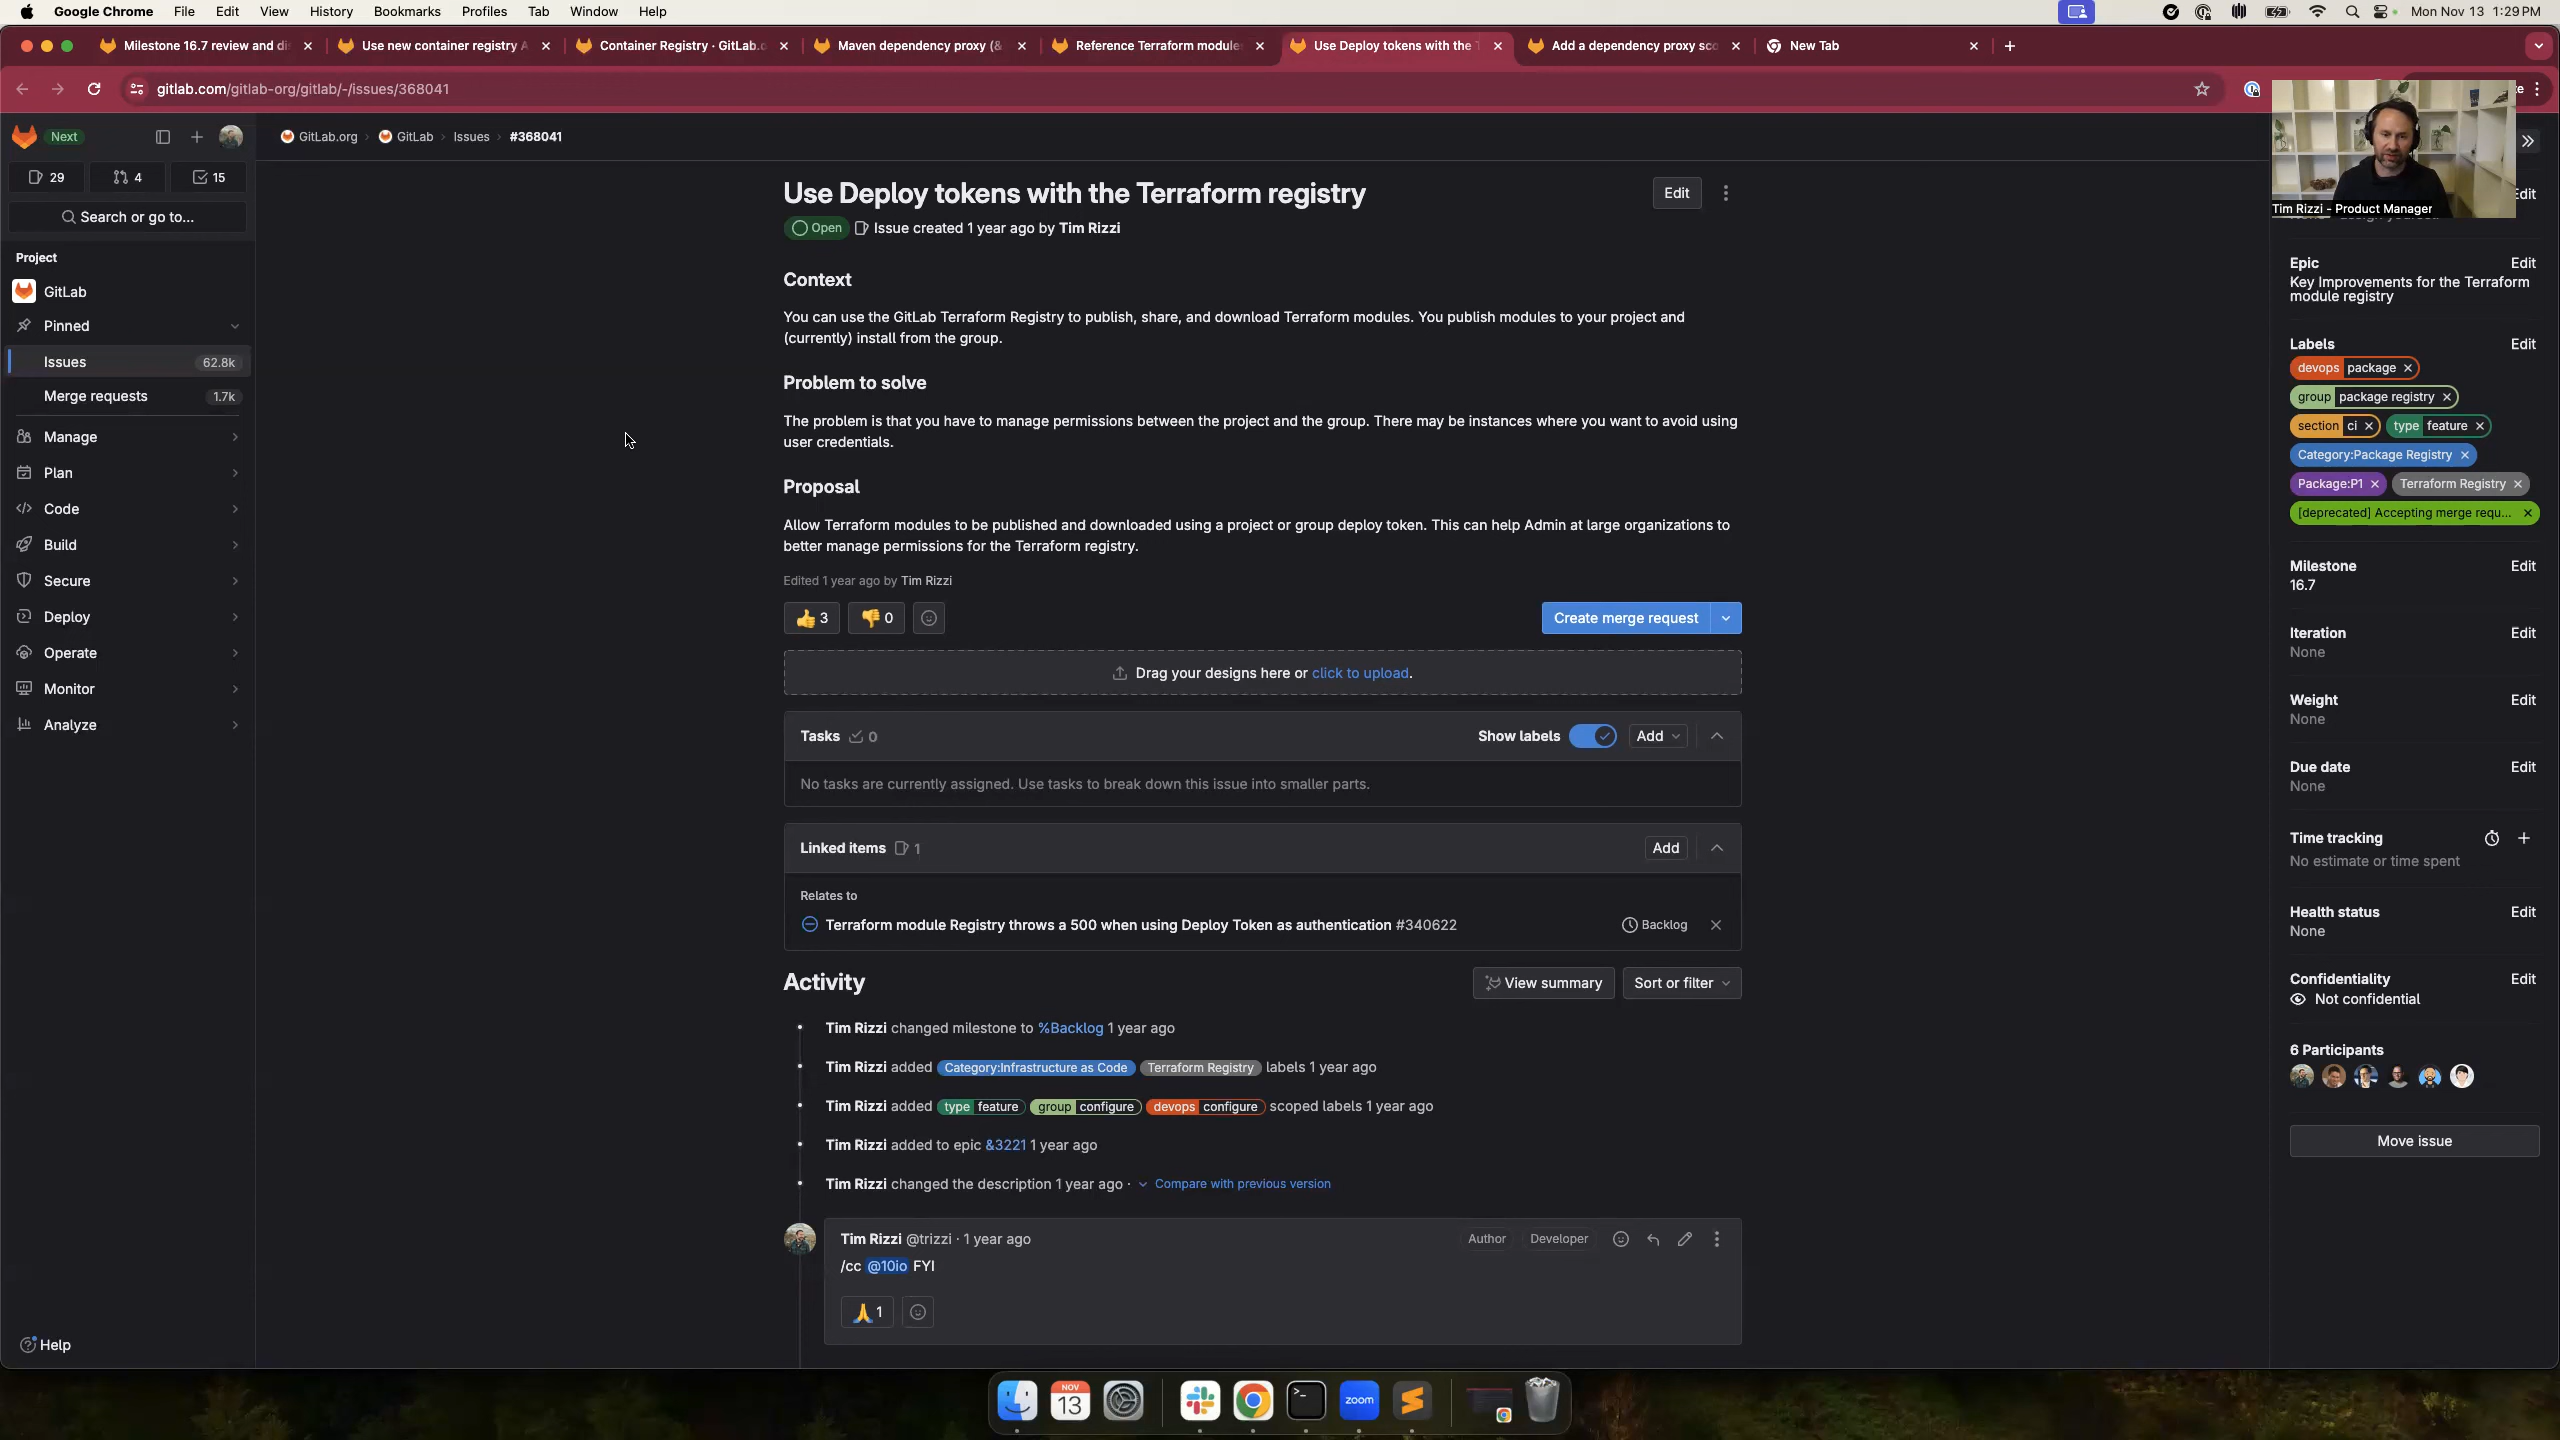 Google Chrome File Edit View History Bookmarks Profiles Tab Window Help
Mon Nov 13 1:29 PM
Milestone 16.7 review and di
Use new container registry A
Container Registry · GitLab.o
Maven dependency proxy (&
Reference Terraform module
Use Deploy tokens with the T
Add a dependency proxy sco
New Tab
gitlab.com/gitlab-org/gitlab/-/issues/368041
Next
29
4
15
Search or go to...
Project
GitLab
Pinned
Issues 62.8k
Merge requests 1.7k
Manage
Plan
Code
Build
Secure
Deploy
Operate
Monitor
Analyze
Help
GitLab.org GitLab Issues #368041
Use Deploy tokens with the Terraform registry
Edit
Open Issue created 1 year ago by Tim Rizzi
Context
You can use the GitLab Terraform Registry to publish, share, and download Terraform modules. You publish modules to your project and
(currently) install from the group.
Problem to solve
The problem is that you have to manage permissions between the project and the group. There may be instances where you want to avoid using
user credentials.
Proposal
Allow Terraform modules to be published and downloaded using a project or group deploy token. This can help Admin at large organizations to
better manage permissions for the Terraform registry.
Edited 1 year ago by Tim Rizzi
3
0
Create merge request
Drag your designs here or click to upload.
Tasks 0
Show labels
Add
No tasks are currently assigned. Use tasks to break down this issue into smaller parts.
Linked items 1
Add
Relates to
Terraform module Registry throws a 500 when using Deploy Token as authentication #340622
Backlog
Activity
View summary
Sort or filter
Tim Rizzi changed milestone to %Backlog 1 year ago
Tim Rizzi added Category:Infrastructure as Code Terraform Registry labels 1 year ago
Tim Rizzi added type feature group configure devops configure scoped labels 1 year ago
Tim Rizzi added to epic &3221 1 year ago
Tim Rizzi changed the description 1 year ago · Compare with previous version
Tim Rizzi @trizzi · 1 year ago
Author
Developer
/cc @10io FYI
1
Tim Rizzi - Product Manager
Edit
Epic Edit
Key Improvements for the Terraform
module registry
Labels Edit
devops package
group package registry
section ci
type feature
Category:Package Registry
Package:P1
Terraform Registry
[deprecated] Accepting merge requ...
Milestone Edit
16.7
Iteration Edit
None
Weight Edit
None
Due date Edit
None
Time tracking
No estimate or time spent
Health status Edit
None
Confidentiality Edit
Not confidential
6 Participants
Move issue
NOV
13
zoom